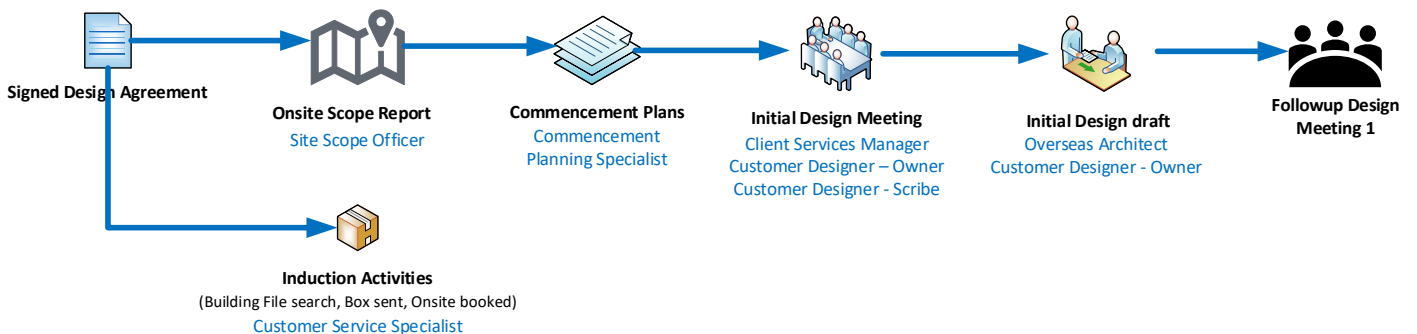 Signed Design Agreement
Onsite Scope Report
Site Scope Officer
Commencement Plans
Commencement
Planning Specialist
Initial Design Meeting
Client Services Manager
Customer Designer – Owner
Customer Designer - Scribe
Initial Design draft
Overseas Architect
Customer Designer - Owner
Followup Design
Meeting 1
Induction Activities
(Building File search, Box sent, Onsite booked)
Customer Service Specialist